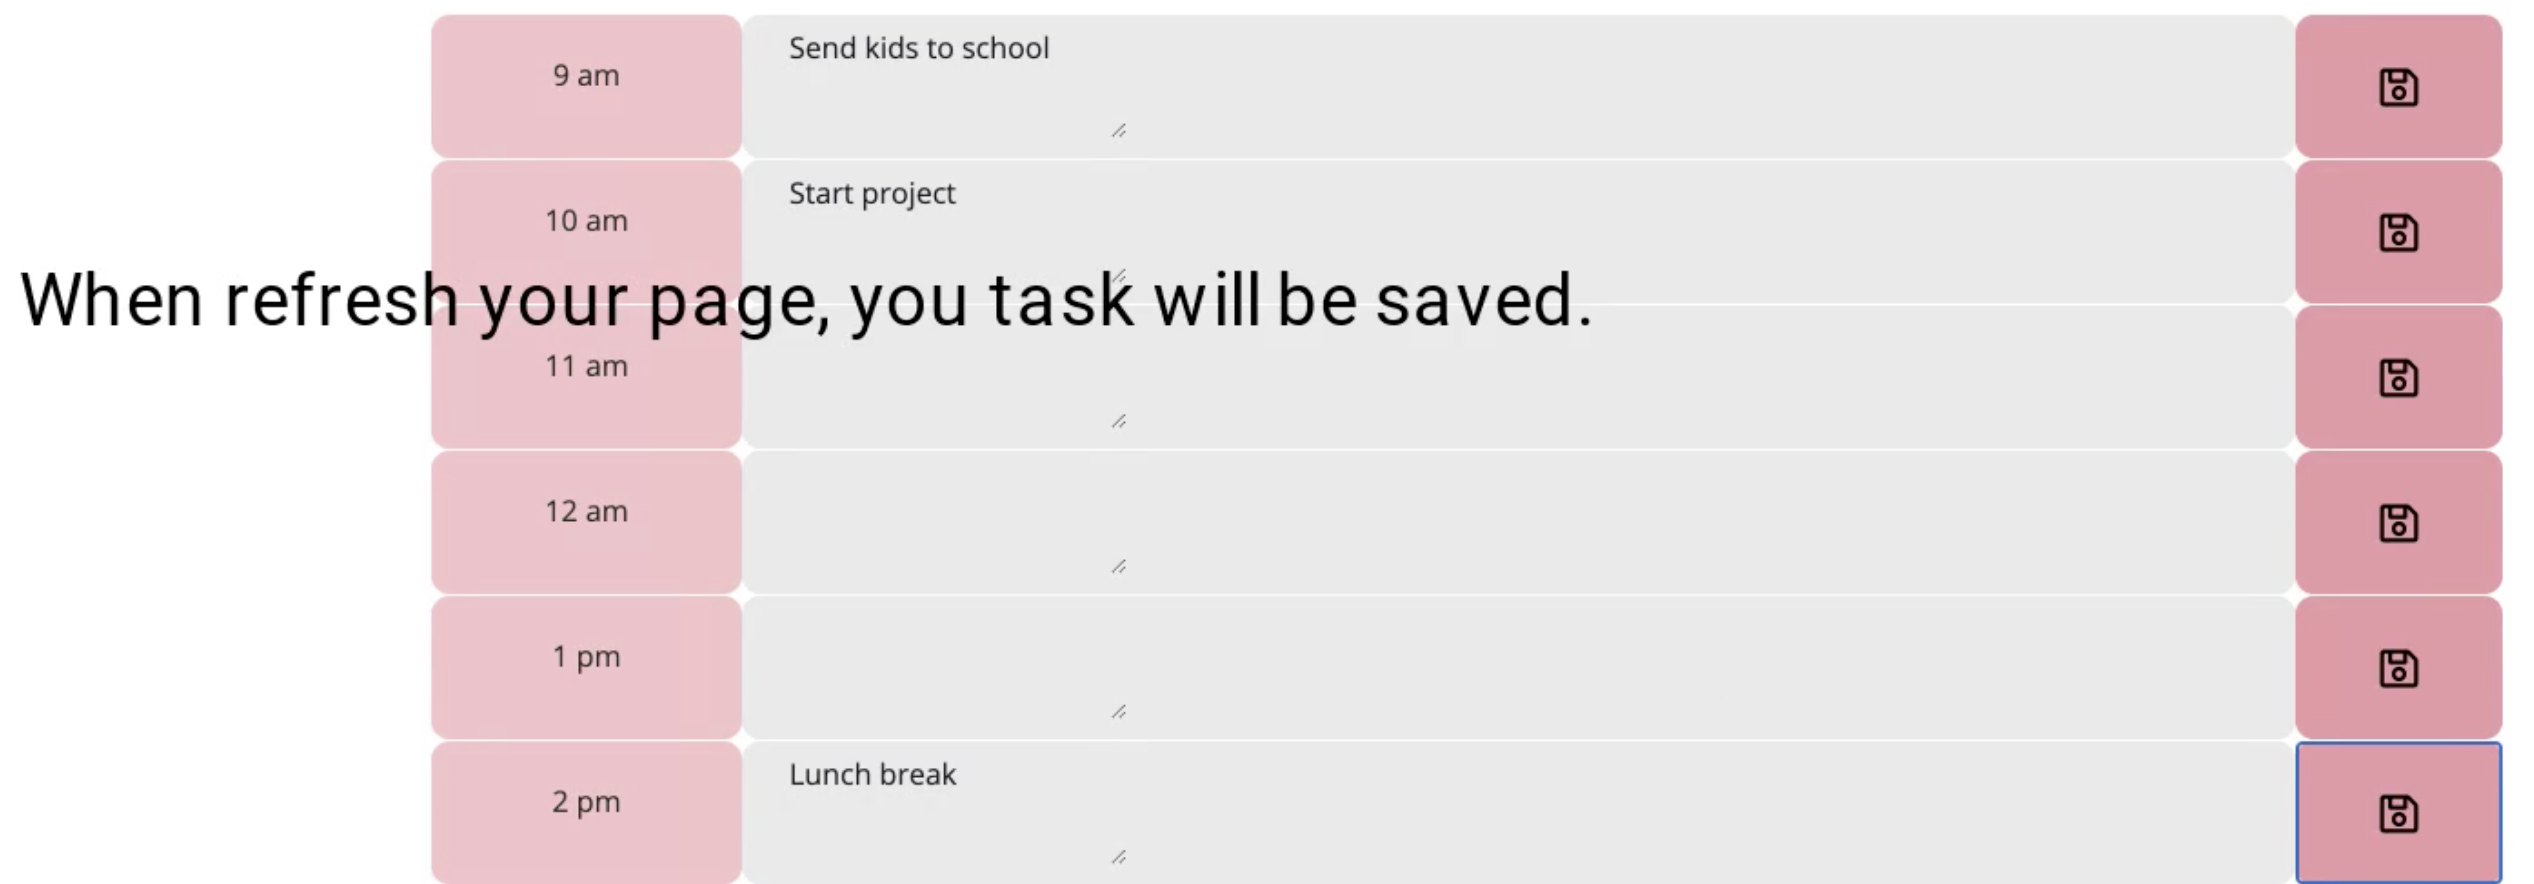 9 am
Send kids to school
10 am
Start project
When refresh your page, you task will be saved.
11 am
12 am
1 pm
2 pm
Lunch break